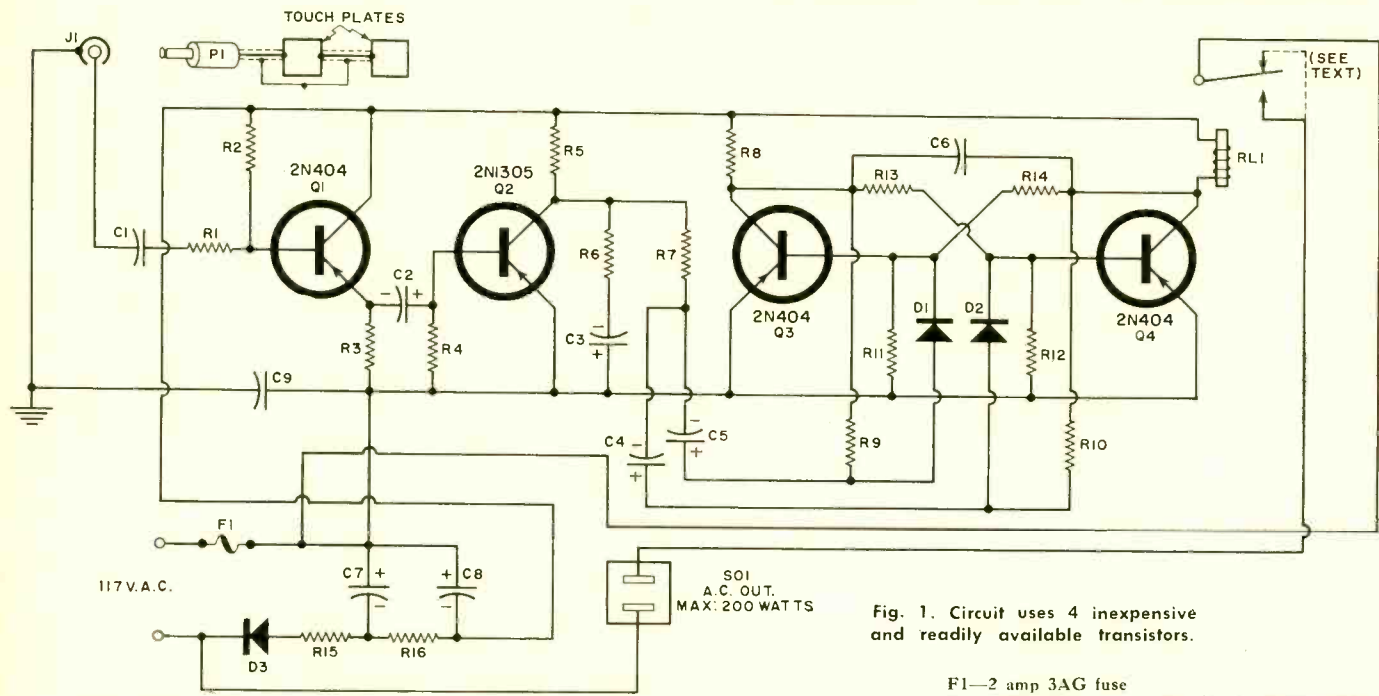 TOUCH PLATES
J1
P1
(SEE
TEXT)
R2
2N404
Q1
R5
2N1305
Q2
R8
C6
R13
R14
RL1
C1
R1
C2
- +
R6
R7
2N404
Q3
D1
D2
2N404
Q4
R3
R4
C3
-
+
R11
R12
C9
C4
-
+
C5
-
+
R9
R10
F1
117 V.A.C.
C7
+
-
C8
+
-
SO1
A.C. OUT.
MAX: 200 WATTS
D3
R15
R16
Fig. 1. Circuit uses 4 inexpensive
and readily available transistors.
F1—2 amp 3AG fuse